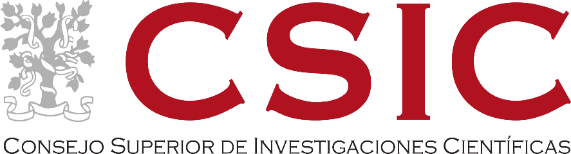 CSIC
CONSEJO SUPERIOR DE INVESTIGACIONES CIENTÍFICAS